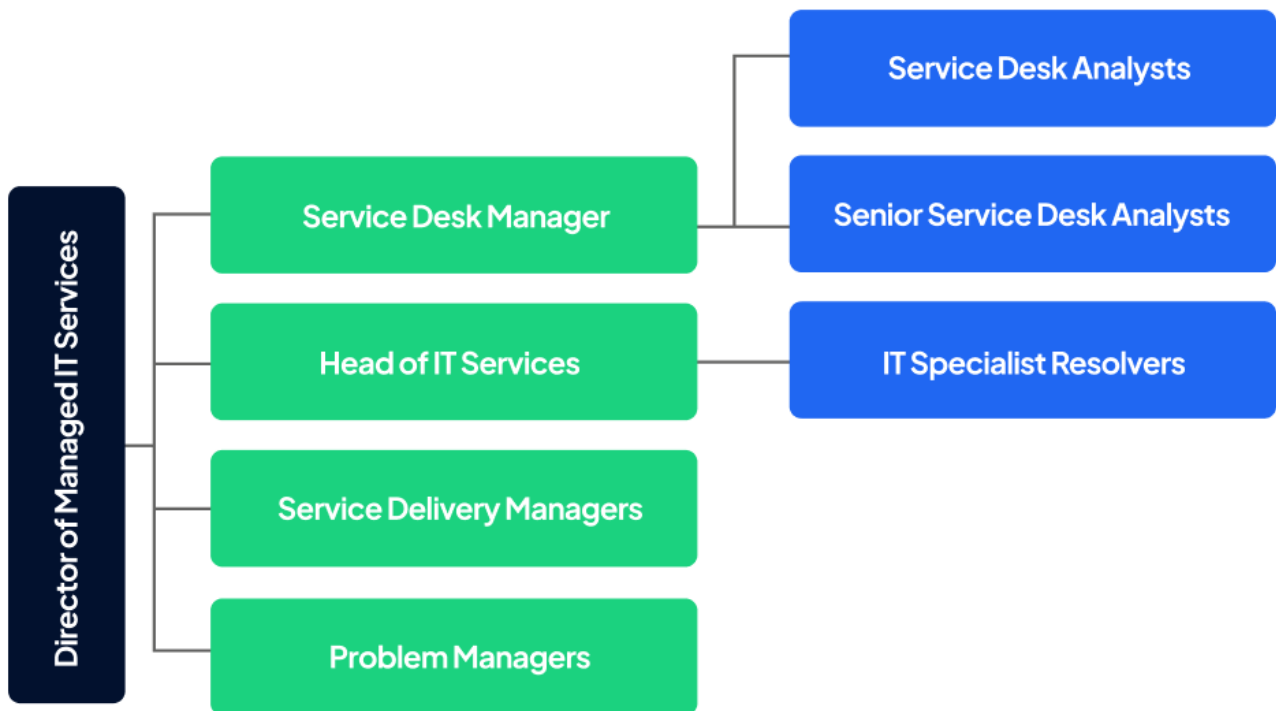 Director of Managed IT Services
Service Desk Manager
Head of IT Services
Service Delivery Managers
Problem Managers
Service Desk Analysts
Senior Service Desk Analysts
IT Specialist Resolvers